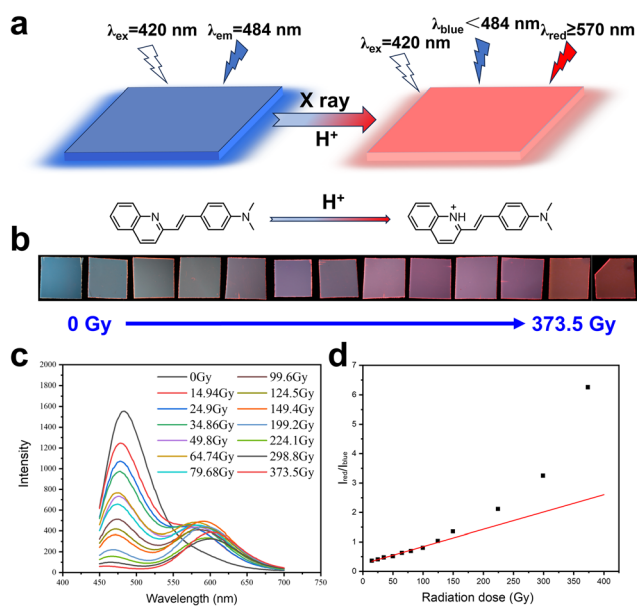 a
λex=420 nm
λem=484 nm
X ray
H+
λex=420 nm
λblue<484 nm
λred≥570 nm
H+
N
N
+
NH
N
b
0 Gy
373.5 Gy
c
Intensity
2000
1800
1600
1400
1200
1000
800
600
400
200
0
400 450 500 550 600 650 700 750
Wavelength (nm)
0Gy
14.94Gy
24.9Gy
34.86Gy
49.8Gy
64.74Gy
79.68Gy
99.6Gy
124.5Gy
149.4Gy
199.2Gy
224.1Gy
298.8Gy
373.5Gy
d
Ired/Iblue
7
6
5
4
3
2
1
0
0 50 100 150 200 250 300 350 400
Radiation dose (Gy)